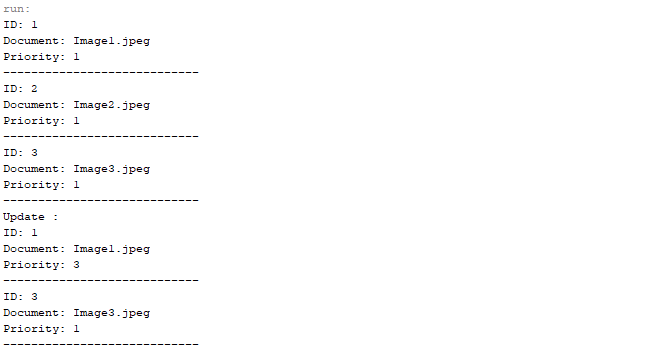 run:
ID: 1
Document: Image1.jpeg
Priority: 1
----------------------------
ID: 2
Document: Image2.jpeg
Priority: 1
----------------------------
ID: 3
Document: Image3.jpeg
Priority: 1
----------------------------
Update :
ID: 1
Document: Image1.jpeg
Priority: 3
----------------------------
ID: 3
Document: Image3.jpeg
Priority: 1
----------------------------